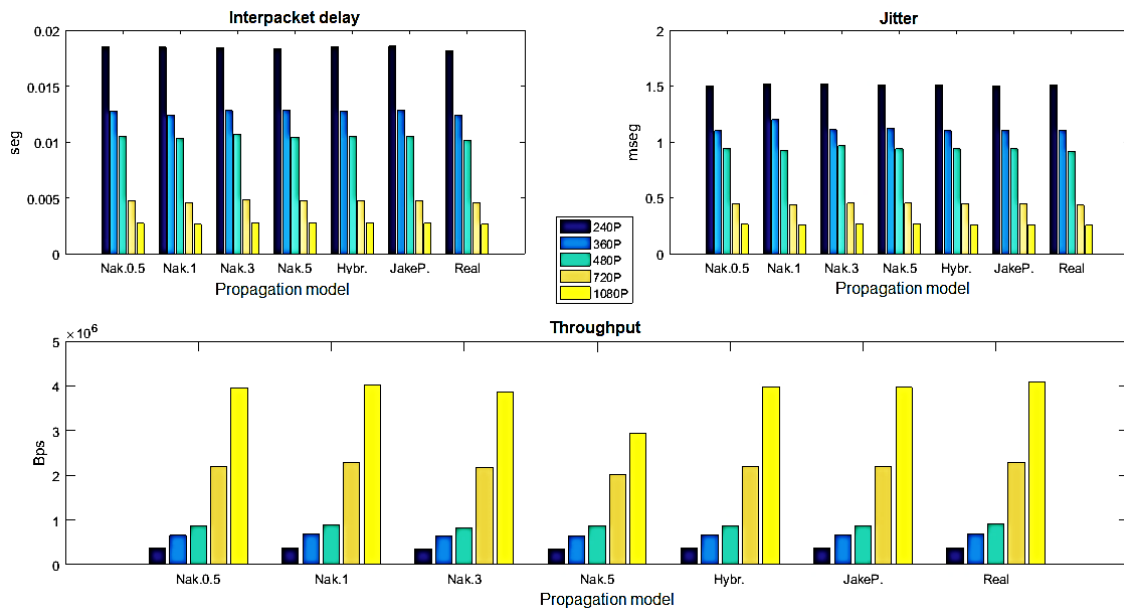 Interpacket delay
0.02
0.015
0.01
0.005
0
seg
Nak.0.5 Nak.1 Nak.3 Nak.5 Hybr. JakeP. Real
Propagation model
Jitter
2
1.5
1
0.5
0
mseg
Nak.0.5 Nak.1 Nak.3 Nak.5 Hybr. JakeP. Real
Propagation model
240P
360P
480P
720P
1080P
Throughput
×10^6
5
4
3
2
1
0
Bps
Nak.0.5 Nak.1 Nak.3 Nak.5 Hybr. JakeP. Real
Propagation model